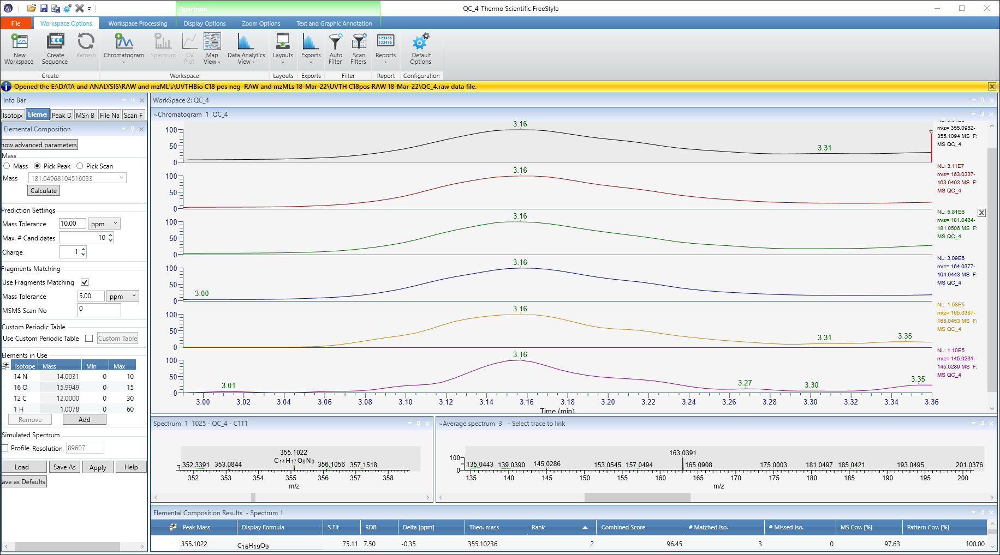 Spectrum
QC_4-Thermo Scientific FreeStyle
File
Workspace Options
Workspace Processing
Display Options
Zoom Options
Text and Graphic Annotation
New Workspace
Create Sequence
Refresh
Chromatogram
Spectrum
CV Plot
Map View
Data Analytics View
Layouts
Exports
Auto Filter
Scan Filters
Reports
Default Options
Create
Workspace
Layouts
Exports
Filter
Report
Configuration
Opened the E:\DATA and ANALYSIS\RAW and mzML's\UVTHBio C18 pos neg  RAW and mzMLs 18-Mar-22\UVTH C18pos RAW 18-Mar-22\QC_4.raw data file.
Info Bar
Isotope
Eleme
Peak D
MSn B
File Na
Scan F
Elemental Composition
how advanced parameters
Mass
Mass
Pick Peak
Pick Scan
Mass 181.04968104516033
Calculate
Prediction Settings
Mass Tolerance 10.00 ppm
Max. # Candidates 10
Charge 1
Fragments Matching
Use Fragments Matching
Mass Tolerance 5.00 ppm
MSMS Scan No 0
Custom Periodic Table
Use Custom Periodic Table
Custom Table
Elements in Use
Isotope Mass Min Max
14 N 14.0031 0 10
16 O 15.9949 0 15
12 C 12.0000 0 30
1 H 1.0078 0 60
Remove
Add
Simulated Spectrum
Profile Resolution 89607
Load
Save As
Apply
Help
ave as Defaults
WorkSpace 2: QC_4
~Chromatogram 1 QC_4
3.16
3.31
100
50
0
m/z= 355.0952-
355.1094 MS F:
MS QC_4
3.16
100
50
0
NL: 3.11E7
m/z= 163.0337-
163.0403 MS F:
MS QC_4
3.16
100
50
0
NL: 5.81E6
m/z= 181.0434-
181.0506 MS F:
MS QC_4
3.16
3.00
100
50
0
NL: 3.09E6
m/z= 164.0377-
164.0443 MS F:
MS QC_4
3.16
3.31
3.35
100
50
0
NL: 1.58E5
m/z= 165.0387-
165.0453 MS F:
MS QC_4
3.16
3.01
3.27
3.30
3.35
100
50
0
NL: 1.10E5
m/z= 145.0231-
145.0289 MS F:
MS QC_4
3.00 3.02 3.04 3.06 3.08 3.10 3.12 3.14 3.16 3.18 3.20 3.22 3.24 3.26 3.28 3.30 3.32 3.34 3.36
Time (min)
Spectrum 1 1025 - QC_4 - C1T1
355.1022
C14H17O8N3
352.3391 353.0844 356.1056 357.1518
352 353 354 355 356 357 358
m/z
~Average spectrum 3 - Select trace to link
163.0391
100
0
135.0443 139.0390 145.0286 153.0545 157.0494 165.0908 175.0003 181.0497 185.0421 193.0495 201.0376
135 140 145 150 155 160 165 170 175 180 185 190 195 200
m/z
Elemental Composition Results - Spectrum 1
Peak Mass Display Formula S Fit RDB Delta [ppm] Theo. mass Rank Combined Score # Matched Iso. # Missed Iso. MS Cov. [%] Pattern Cov. [%]
355.1022 C16H19O9 75.11 7.50 -0.35 355.10236 2 96.45 3 0 97.63 100.00